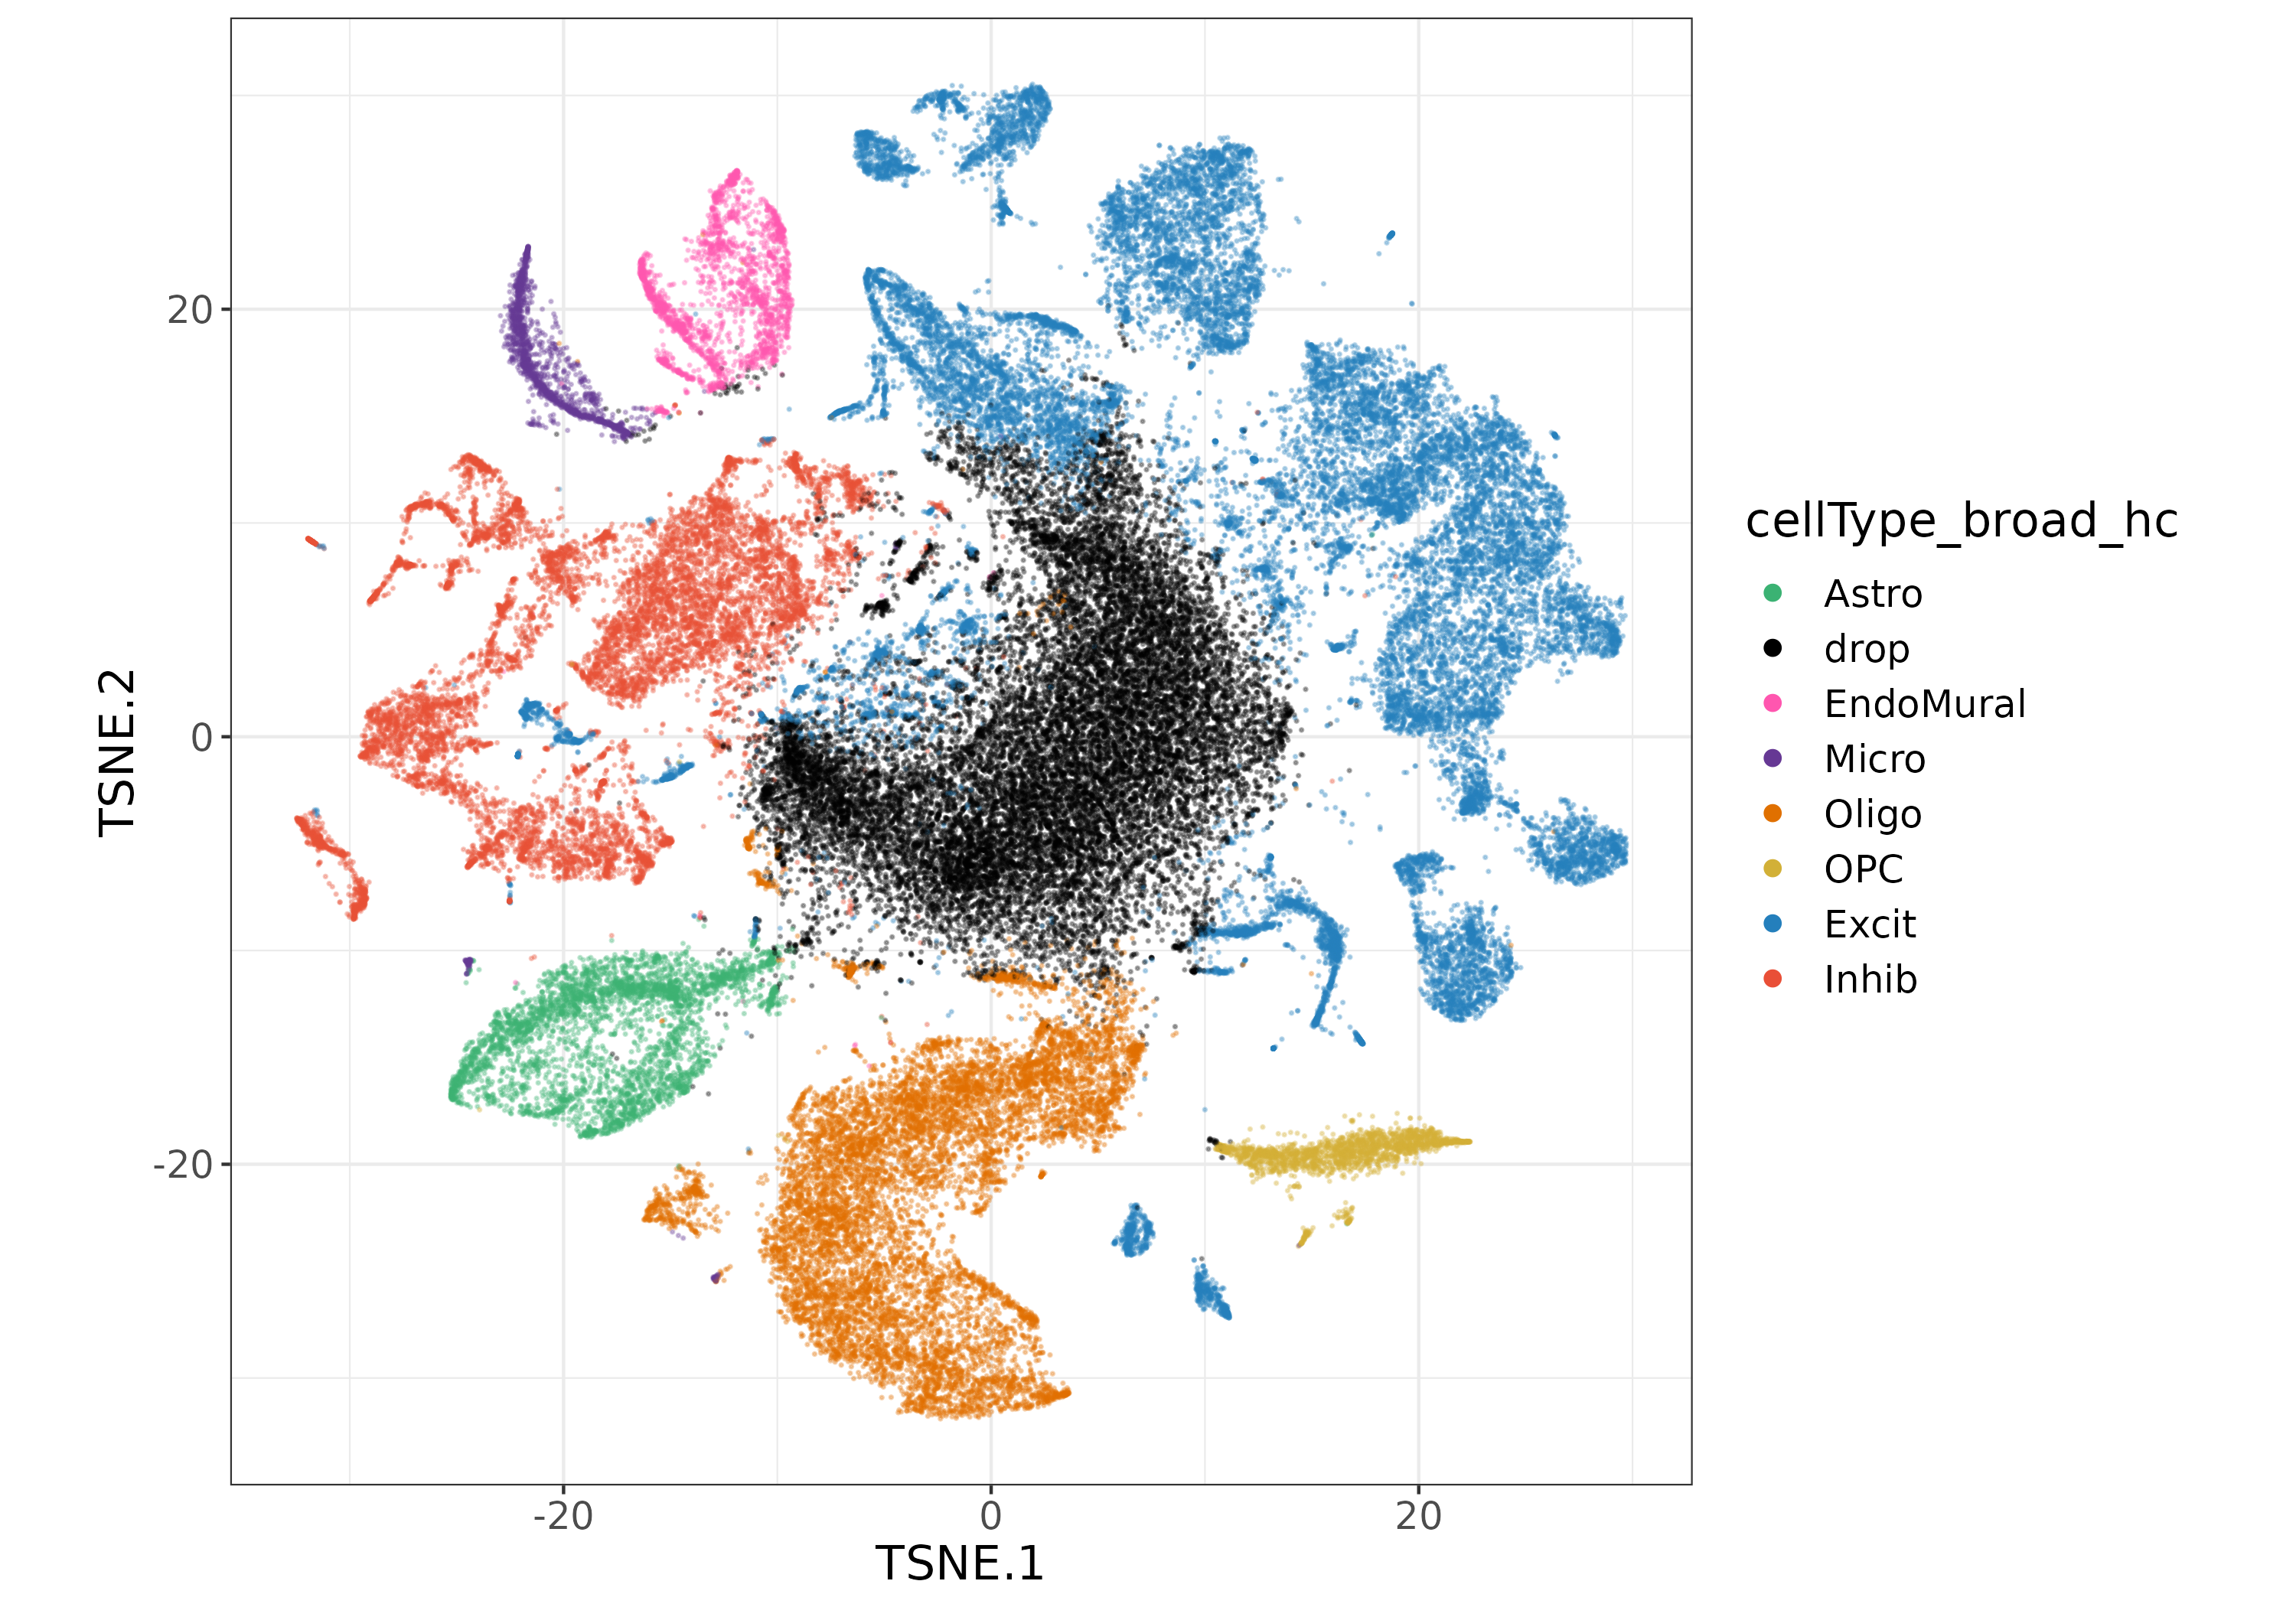 20
0
-20
TSNE.2
-20
0
20
TSNE.1
cellType_broad_hc
Astro
drop
EndoMural
Micro
Oligo
OPC
Excit
Inhib